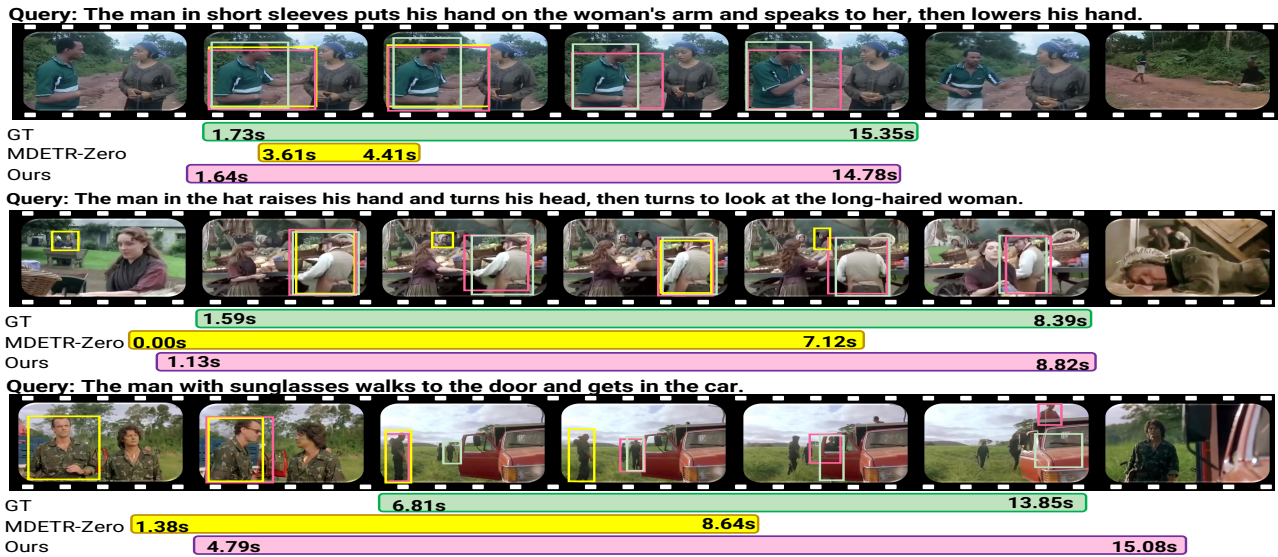 Query: The man in short sleeves puts his hand on the woman's arm and speaks to her, then lowers his hand.
GT 1.73s 15.35s
MDETR-Zero 3.61s 4.41s
Ours 1.64s 14.78s
Query: The man in the hat raises his hand and turns his head, then turns to look at the long-haired woman.
GT 1.59s 8.39s
MDETR-Zero 0.00s 7.12s
Ours 1.13s 8.82s
Query: The man with sunglasses walks to the door and gets in the car.
GT 6.81s 13.85s
MDETR-Zero 1.38s 8.64s
Ours 4.79s 15.08s